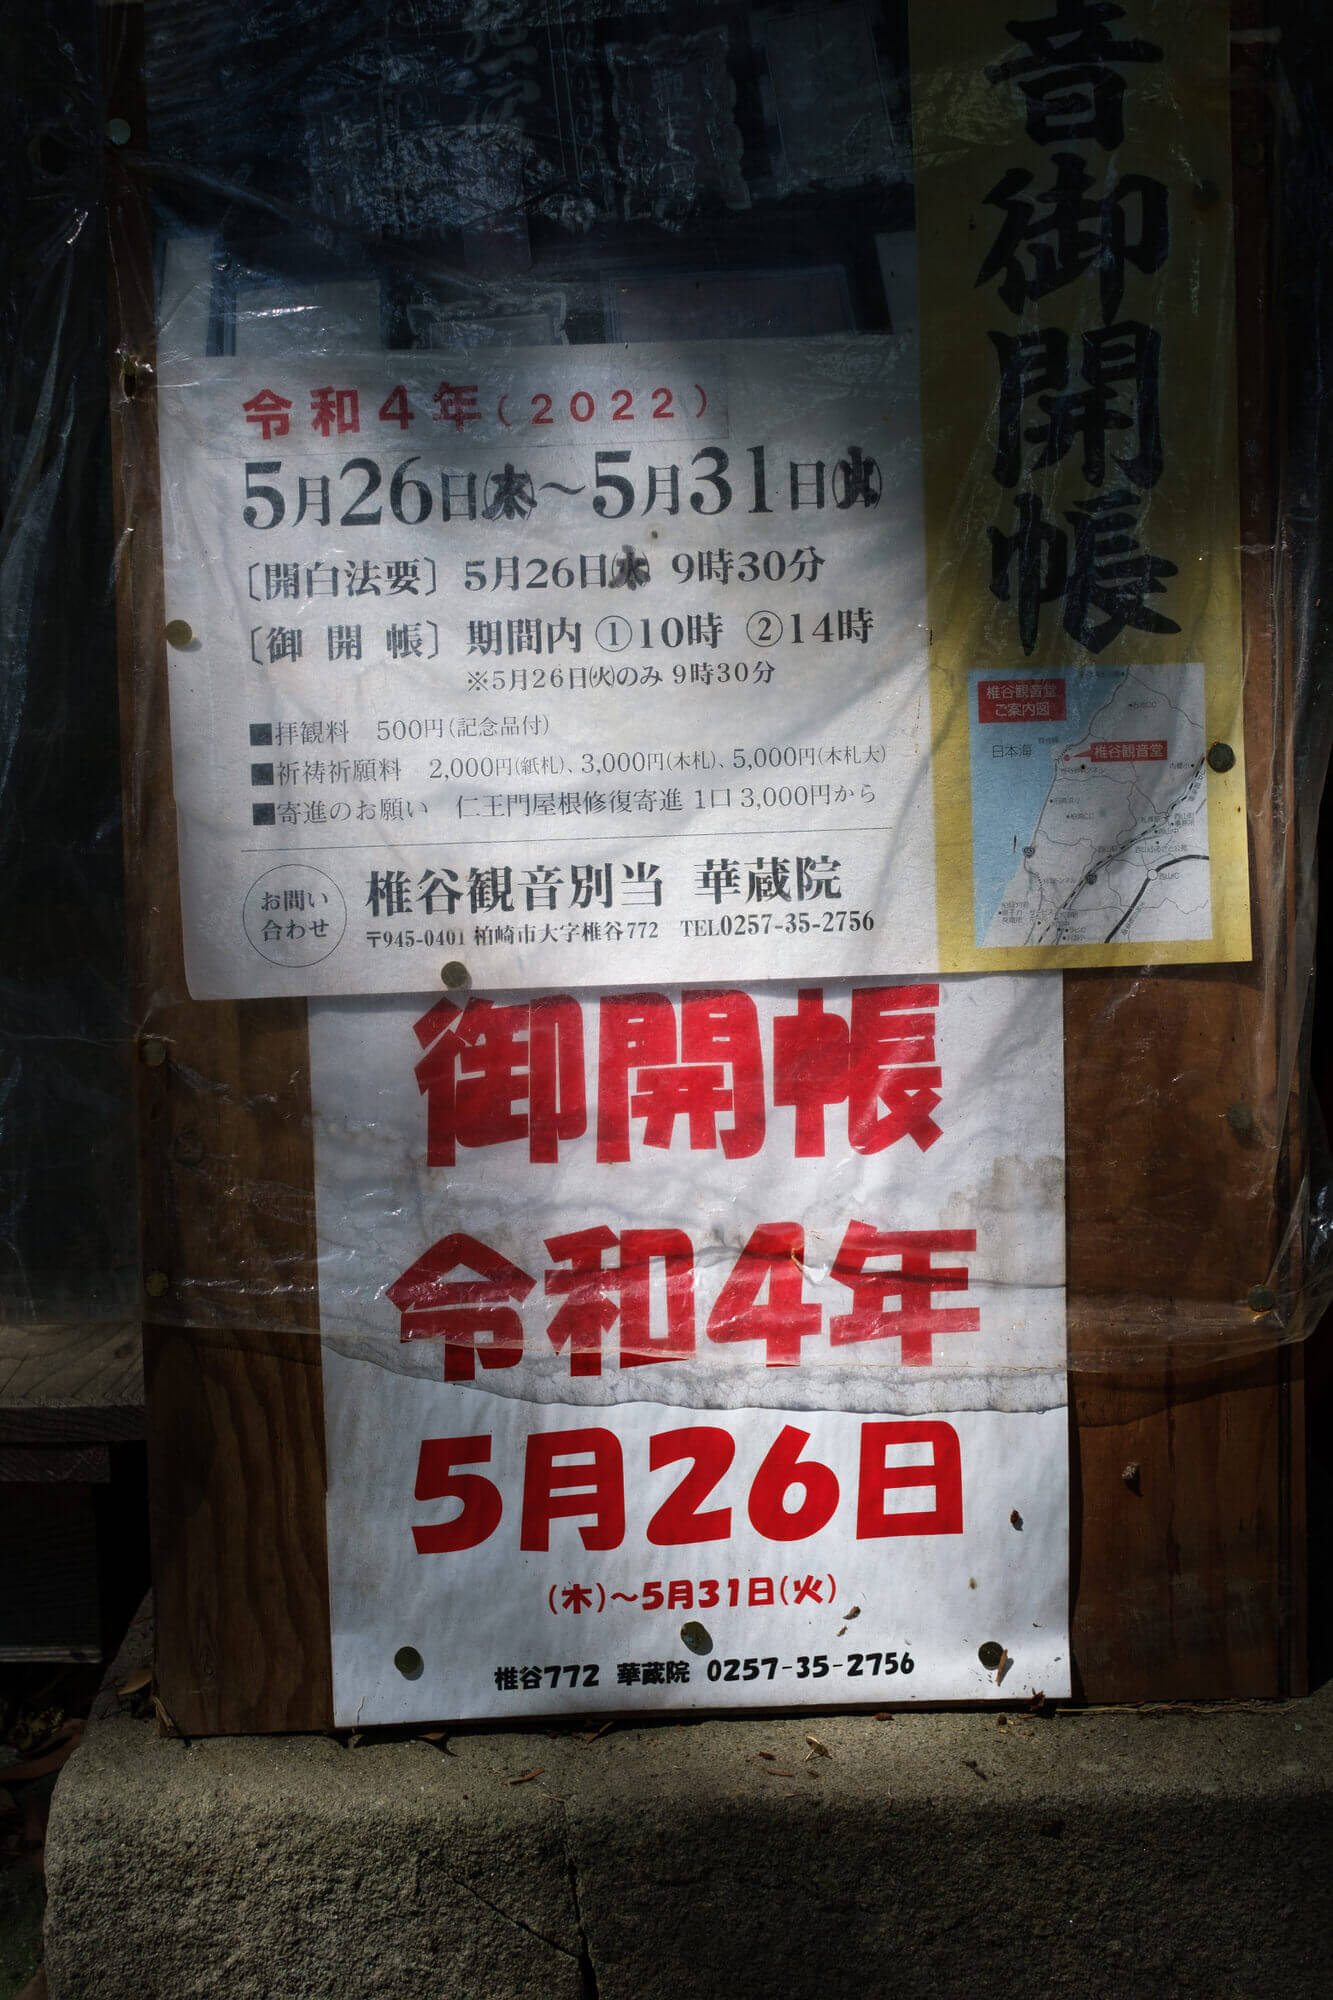 音御開帳
令和4年(2022)
5月26日㈭～5月31日㈫
〔開白法要〕 5月26日㈭ 9時30分
〔御開帳〕 期間内 ①10時 ②14時
※5月26日㈫のみ 9時30分
■拝観料 500円(記念品付)
■祈祷祈願料 2,000円(紙札)、3,000円(木札)、5,000円(木札大)
■寄進のお願い 仁王門屋根修復寄進 1口 3,000円から
お問い
合わせ
椎谷観音別当 華蔵院
〒945-0401 柏崎市大字椎谷772 TEL0257-35-2756
椎谷観音堂
ご案内図
日本海
椎谷観音堂
御開帳
令和4年
5月26日
(木)～5月31日(火)
椎谷772 華蔵院 0257-35-2756